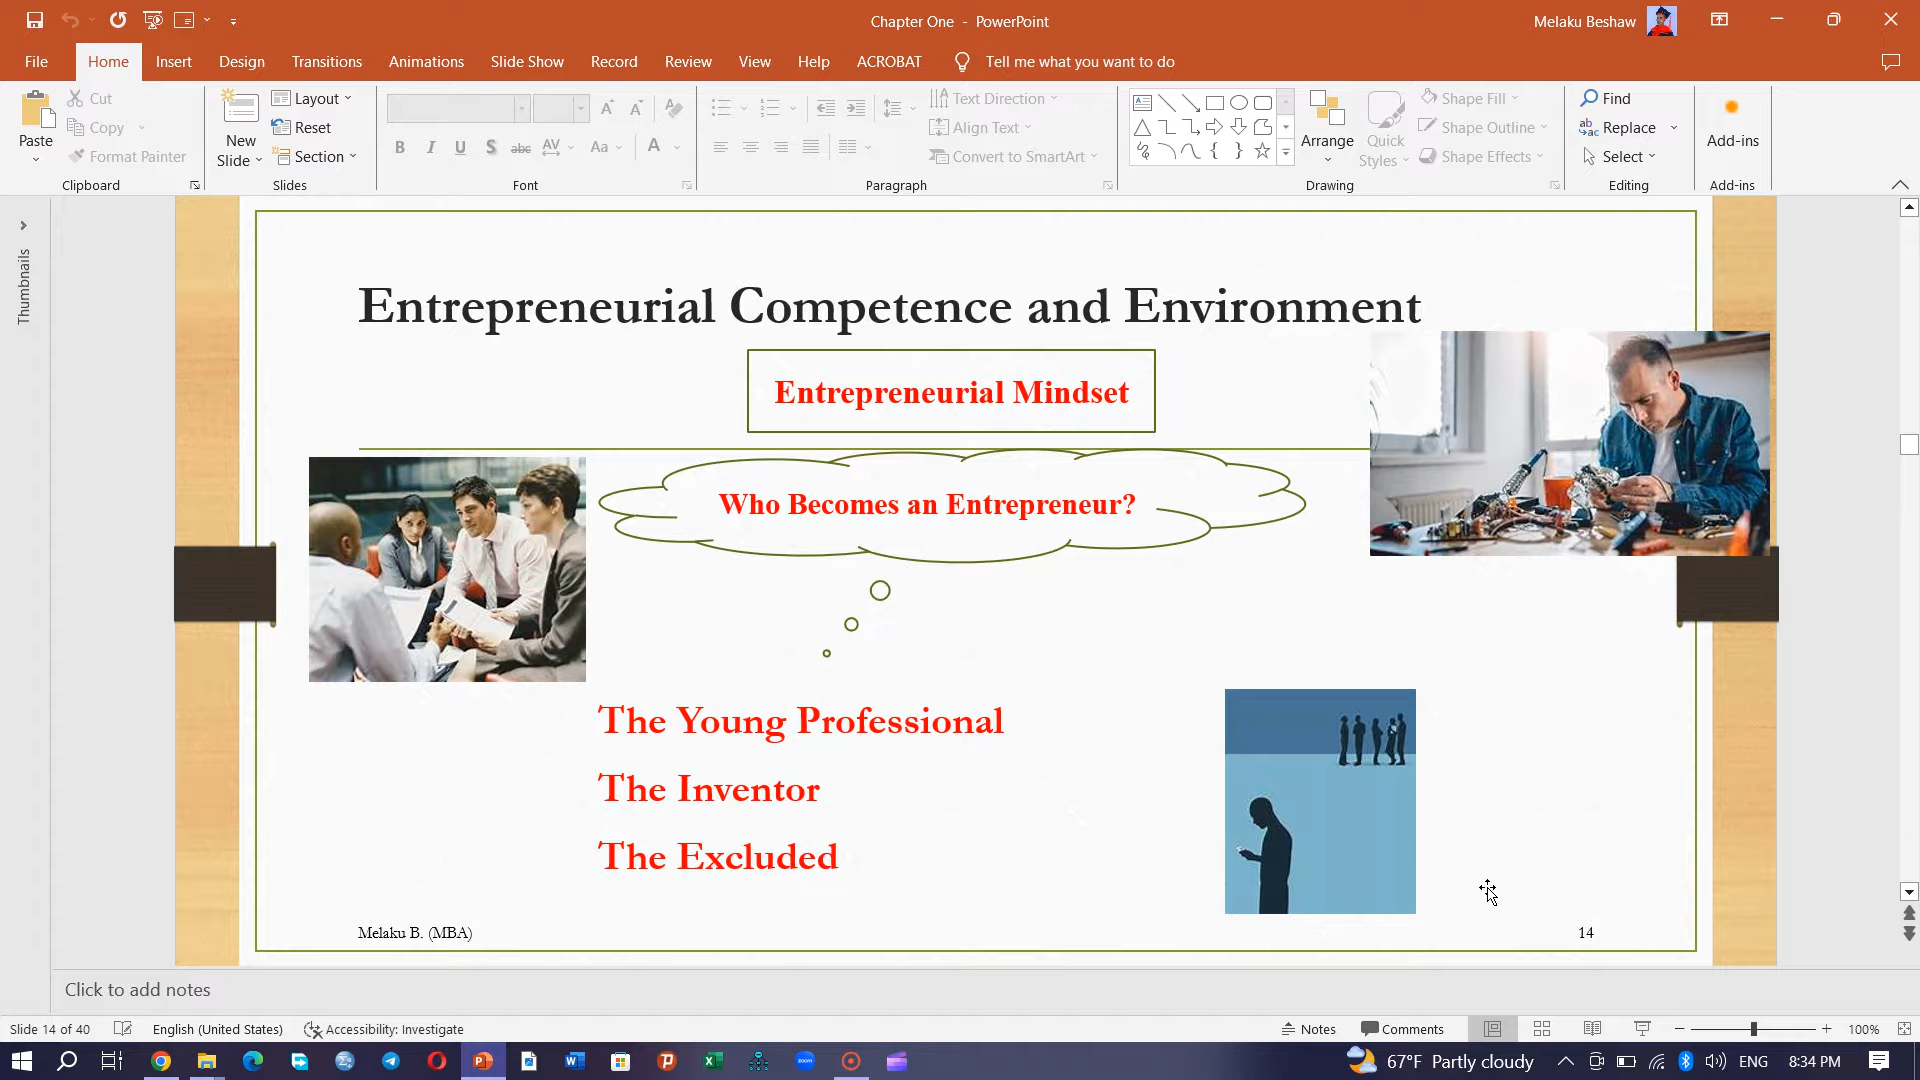 Chapter One - PowerPoint
Melaku Beshaw
File
Home
Insert
Design
Transitions
Animations
Slide Show
Record
Review
View
Help
ACROBAT
Tell me what you want to do
Paste
Cut
Copy
Format Painter
Clipboard
New
Slide
Layout
Reset
Section
Slides
B
I
U
S
abc
AV
Aa
A
Font
Text Direction
Align Text
Convert to SmartArt
Paragraph
Arrange
Quick
Styles
Shape Fill
Shape Outline
Shape Effects
Drawing
Find
Replace
Select
Editing
Add-ins
Add-ins
Thumbnails
Entrepreneurial Competence and Environment
Entrepreneurial Mindset
Who Becomes an Entrepreneur?
The Young Professional
The Inventor
The Excluded
Melaku B. (MBA)
14
Click to add notes
Slide 14 of 40
English (United States)
Accessibility: Investigate
Notes
Comments
100%
67°F Partly cloudy
ENG
8:34 PM